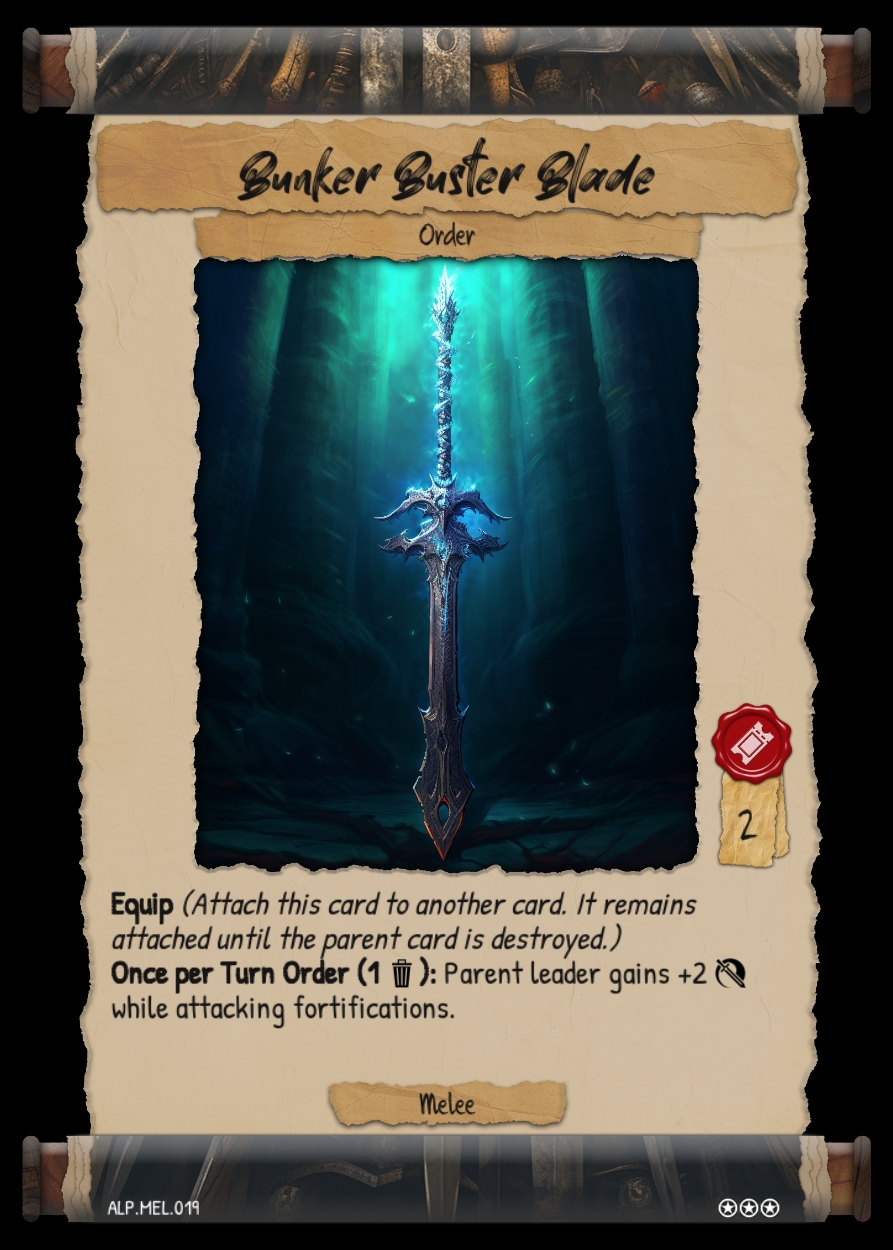 Bunker Buster Blade
Order
2
Equip (Attach this card to another card. It remains
attached until the parent card is destroyed.)
Once per Turn Order (1 ): Parent leader gains +2
while attacking fortifications.
Melee
ALP.MEL.019